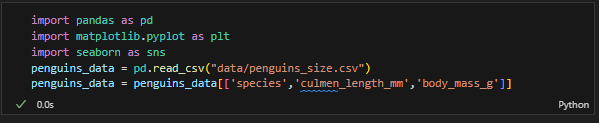 import pandas as pd
import matplotlib.pyplot as plt
import seaborn as sns
penguins_data = pd.read_csv("data/penguins_size.csv")
penguins_data = penguins_data[['species','culmen_length_mm','body_mass_g']]
✓ 0.0s Python